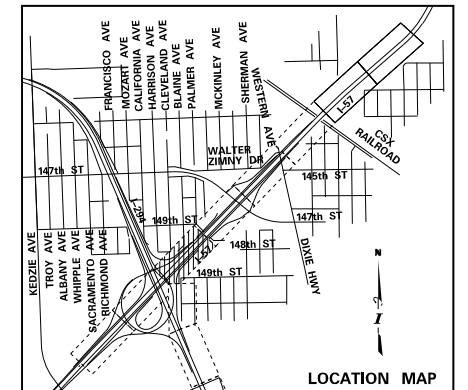 FRANCISCO AVE
MOZART AVE
CALIFORNIA AVE
HARRISON AVE
CLEVELAND AVE
BLAINE AVE
PALMER AVE
MCKINLEY AVE
SHERMAN AVE
WESTERN AVE
I-57
CSX
RAILROAD
WALTER
ZIMNY DR
147th ST
145th ST
I-294
149th ST
147th ST
KEDZIE AVE
TROY AVE
ALBANY AVE
WHIPPLE AVE
SACRAMENTO AVE
RICHMOND AVE
I-57
148th ST
149th ST
DIXIE HWY
N
LOCATION MAP